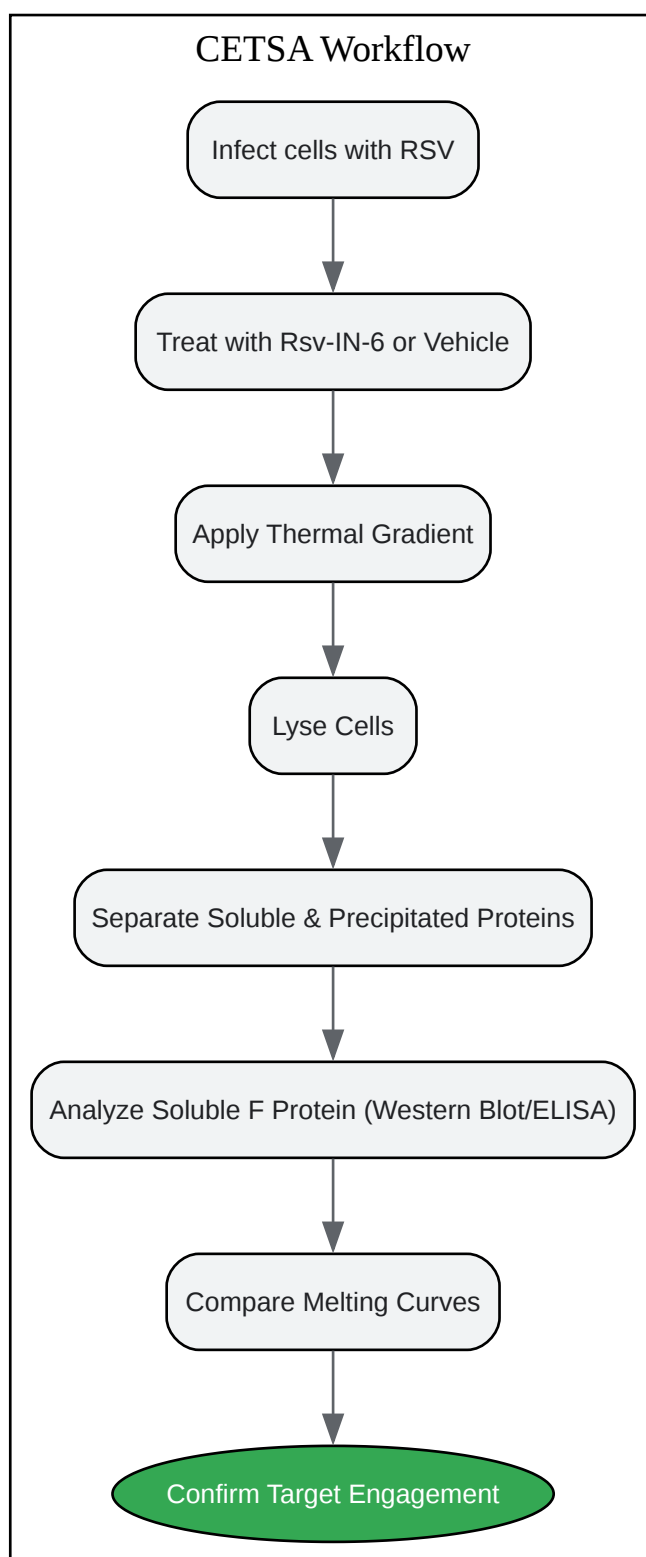 CETSA Workflow
Infect cells with RSV
Treat with Rsv-IN-6 or Vehicle
Apply Thermal Gradient
Lyse Cells
Separate Soluble & Precipitated Proteins
Analyze Soluble F Protein (Western Blot/ELISA)
Compare Melting Curves
Confirm Target Engagement